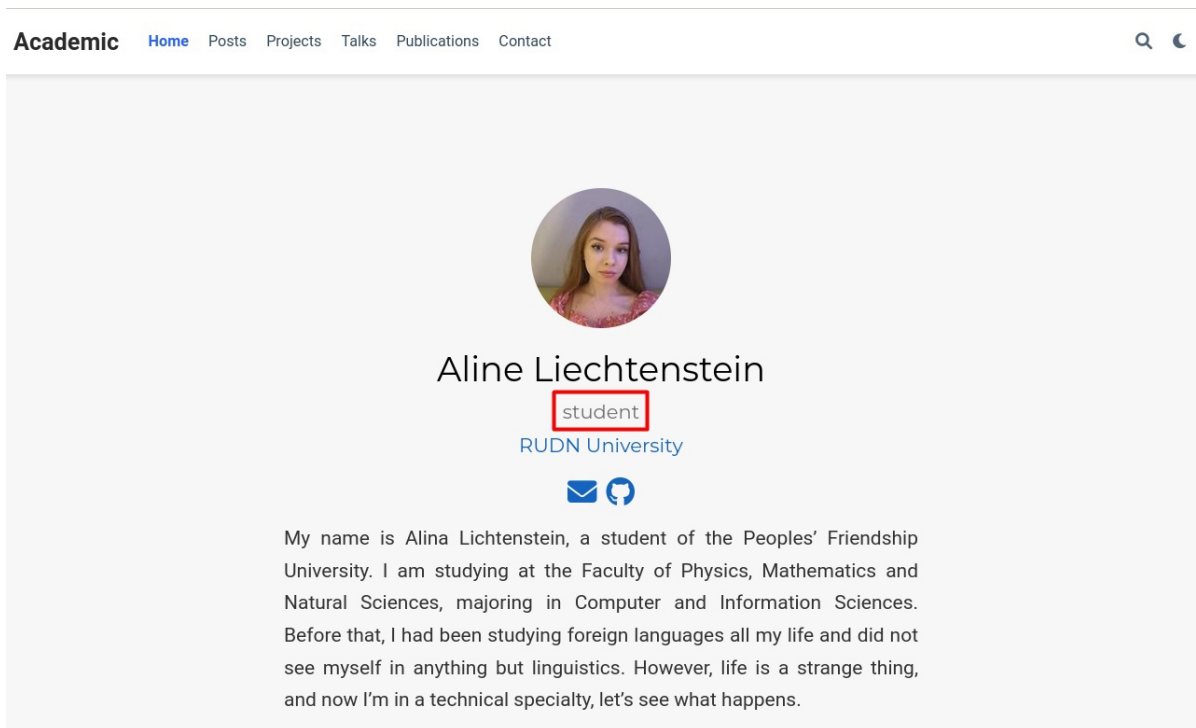 Academic Home Posts Projects Talks Publications Contact
Aline Liechtenstein
student
RUDN University
My name is Alina Lichtenstein, a student of the Peoples’ Friendship
University. I am studying at the Faculty of Physics, Mathematics and
Natural Sciences, majoring in Computer and Information Sciences.
Before that, I had been studying foreign languages all my life and did not
see myself in anything but linguistics. However, life is a strange thing,
and now I’m in a technical specialty, let’s see what happens.